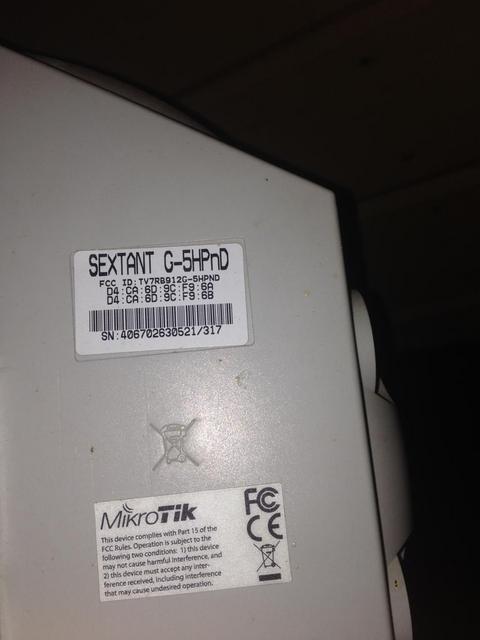 SEXTANT G-5HPnD
FCC ID:TV7RB912G-5HPND
D4:CA:6D:9C:F9:6A
D4:CA:6D:9C:F9:6B
SN:406702630521/317
MikroTik
FC
CE
This device complies with Part 15 of the
FCC Rules. Operation is subject to the
following two conditions: 1) this device
may not cause harmful interference, and
2) this device must accept any inter-
ference received, including interference
that may cause undesired operation.